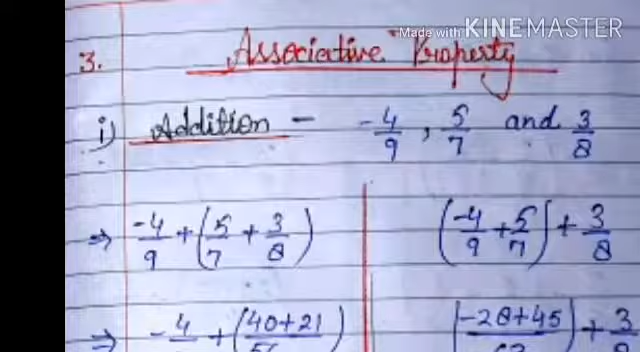 Made with KINEMASTER
3. Associative Property
i) Addition - -4/9, 5/7 and 3/8
⇒ -4/9 + (5/7 + 3/8) (-4/9 + 5/7) + 3/8
⇒ -4 + (40+21) (-28+45) + 3